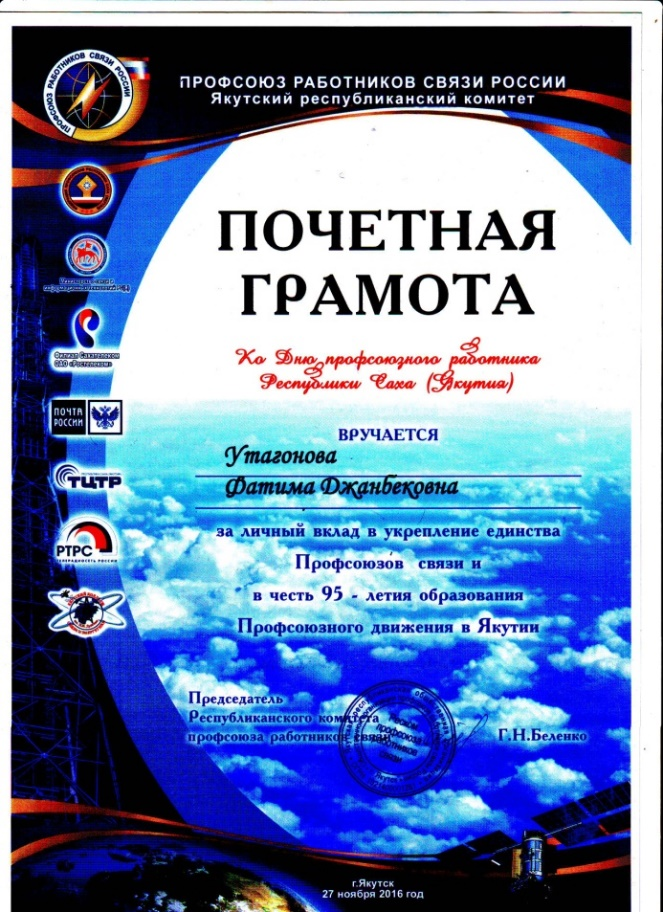 ПРОФСОЮЗ РАБОТНИКОВ СВЯЗИ РОССИИ
ПРОФСОЮЗ РАБОТНИКОВ СВЯЗИ РОССИИ
Якутский республиканский комитет
ПОЧЕТНАЯ
ГРАМОТА
Ко Дню профсоюзного работника
Республики Саха (Якутия)
Филиал Сахателеком
ОАО «Ростелеком»
ПОЧТА
РОССИИ
ВРУЧАЕТСЯ
Утагонова
Фатима Джанбековна
ТЦТР
за личный вклад в укрепление единства
РТРС
Профсоюзов связи и
в честь 95 - летия образования
Профсоюзного движения в Якутии
Председатель
Республиканского комитета
профсоюза работников связи
Г.Н.Беленко
профсоюза
работников
связи
г.Якутск
27 ноября 2016 год